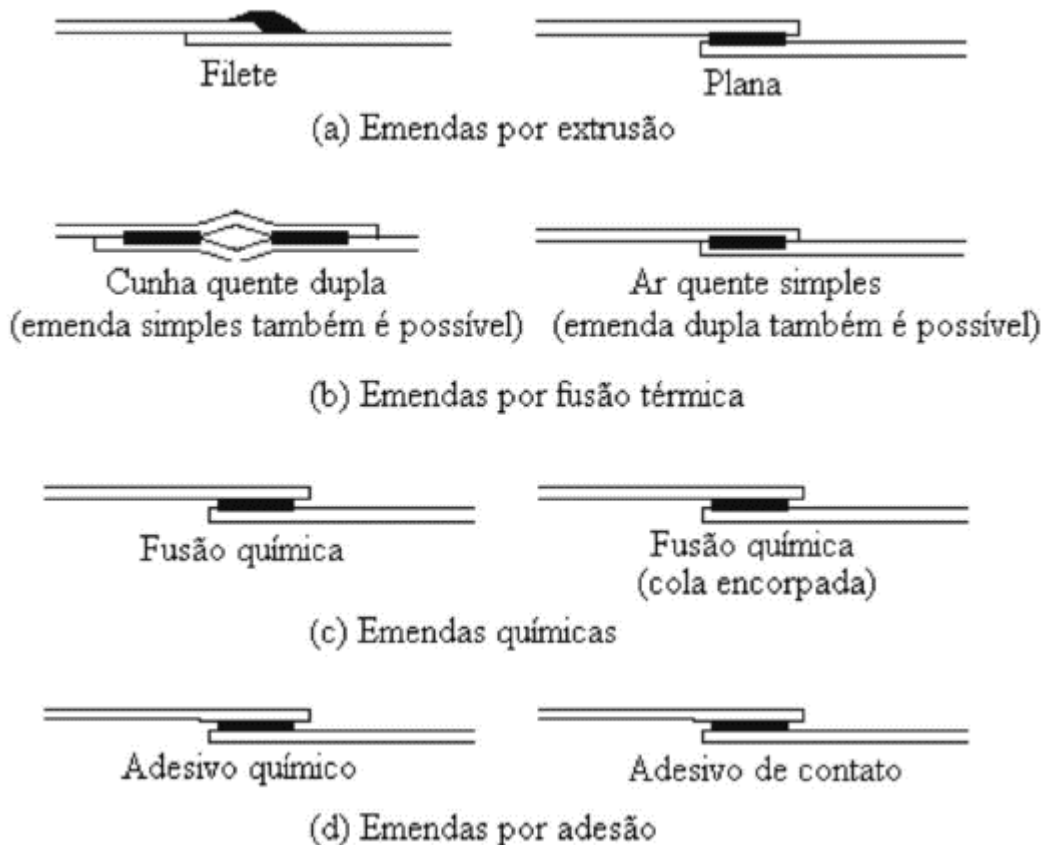 Filete
Plana
(a) Emendas por extrusão
Cunha quente dupla
(emenda simples também é possível)
Ar quente simples
(emenda dupla também é possível)
(b) Emendas por fusão térmica
Fusão química
Fusão química
(cola encorpada)
(c) Emendas químicas
Adesivo químico
Adesivo de contato
(d) Emendas por adesão